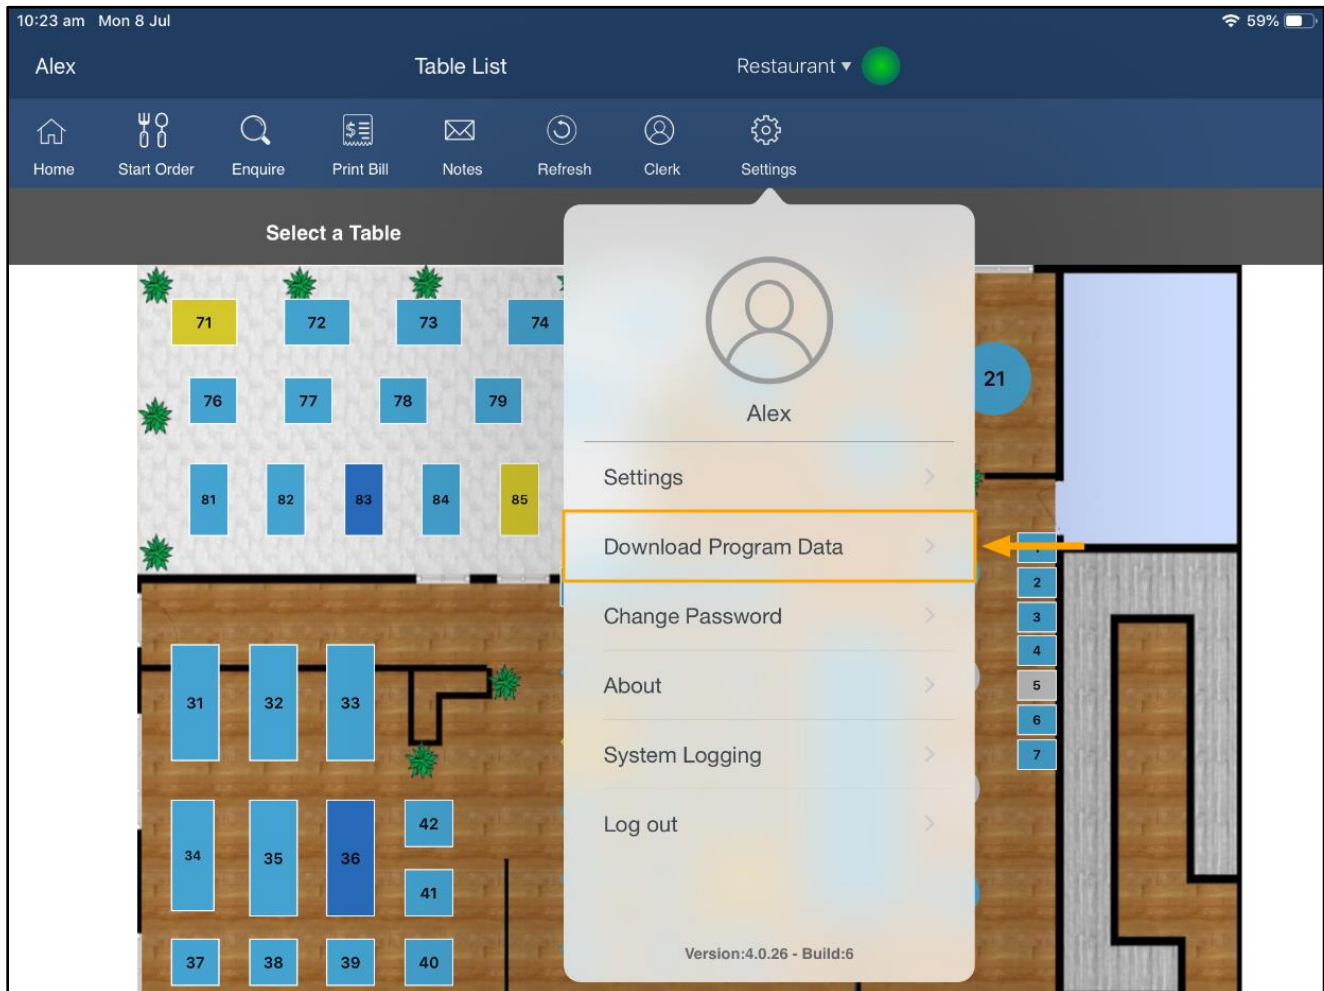 10:23 am Mon 8 Jul
59%
Alex
Table List
Restaurant ▾
Home
Start Order
Enquire
Print Bill
Notes
Refresh
Clerk
Settings
Select a Table
71
72
73
74
76
77
78
79
81
82
83
84
85
31
32
33
34
35
36
42
41
37
38
39
40
Alex
Settings
Download Program Data
Change Password
About
System Logging
Log out
Version:4.0.26 - Build:6
21
2
3
4
5
6
7